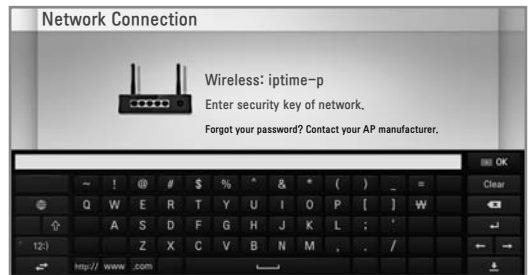 Network Connection
Wireless: iptime-p
Enter security key of network.
Forgot your password? Contact your AP manufacturer.
OK
~ ! @ # $ % ^ & * ( ) _ = Clear
Q W E R T Y U I O P [ ] ₩
A S D F G H J K L ; '
12:) Z X C V B N M , . /
http:// www .com